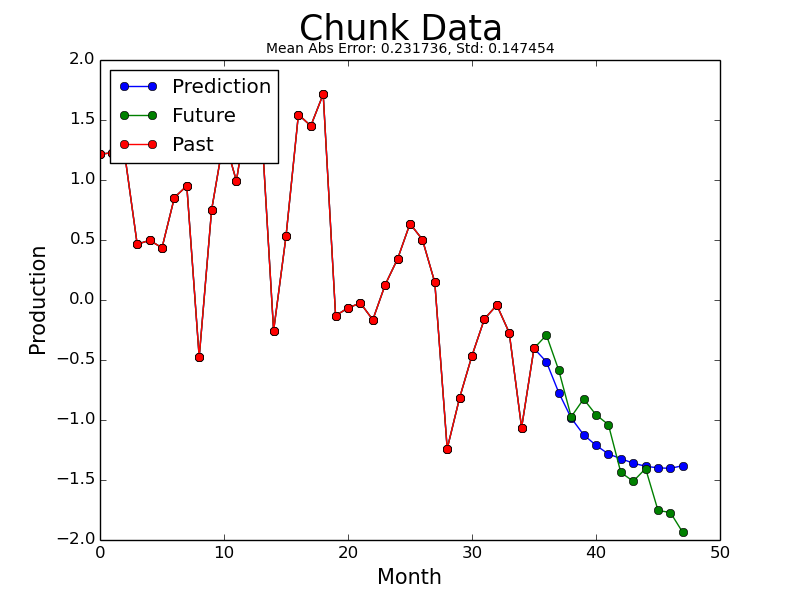 Chunk Data
Mean Abs Error: 0.231736, Std: 0.147454
Prediction
Future
Past
2.0
1.5
1.0
0.5
0.0
−0.5
−1.0
−1.5
−2.0
Production
0 10 20 30 40 50
Month